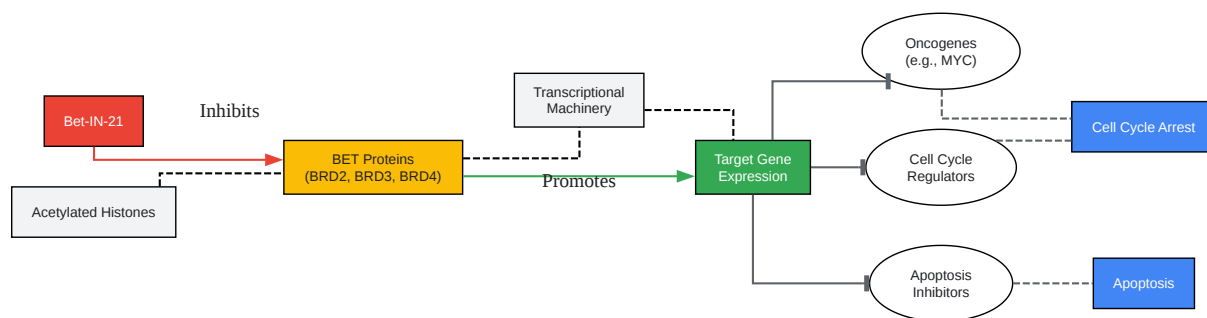 Bet-IN-21
Inhibits
Acetylated Histones
BET Proteins
(BRD2, BRD3, BRD4)
Transcriptional
Machinery
Promotes
Target Gene
Expression
Oncogenes
(e.g., MYC)
Cell Cycle
Regulators
Apoptosis
Inhibitors
Cell Cycle Arrest
Apoptosis